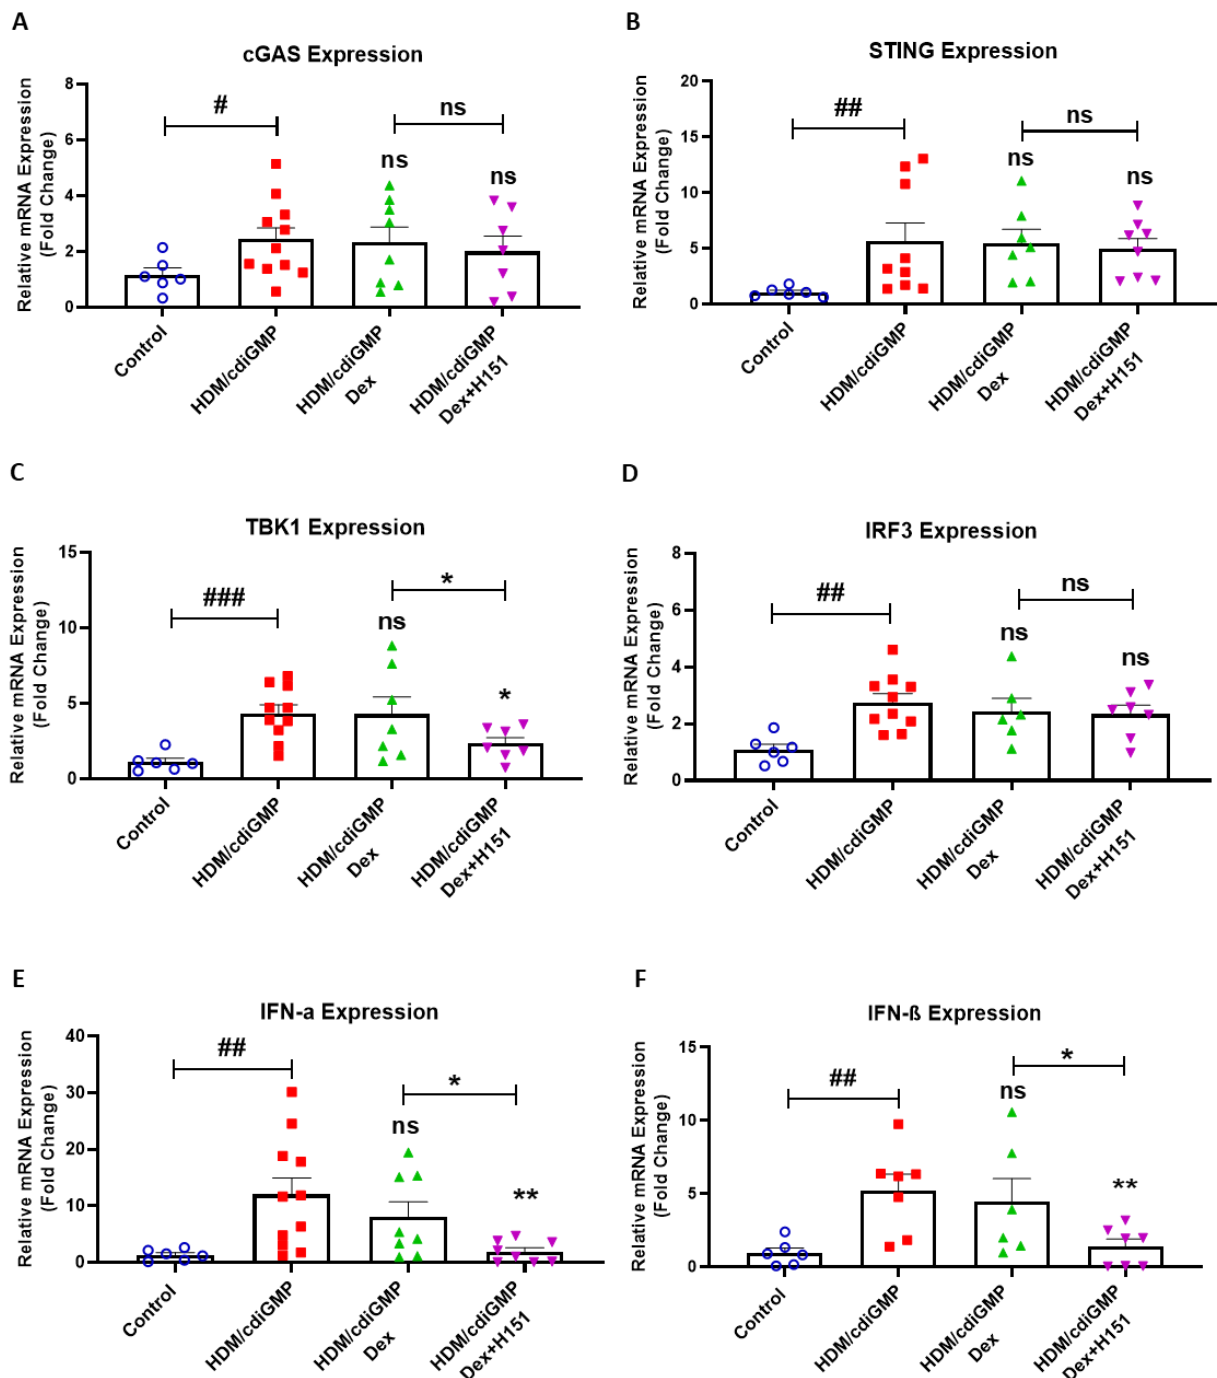 A
cGAS Expression
Relative mRNA Expression
(Fold Change)
8
6
4
2
0
#
ns
ns
ns
Control
HDM/cdiGMP
HDM/cdiGMP
Dex
HDM/cdiGMP
Dex+H151
B
STING Expression
Relative mRNA Expression
(Fold Change)
20
15
10
5
0
##
ns
ns
ns
Control
HDM/cdiGMP
HDM/cdiGMP
Dex
HDM/cdiGMP
Dex+H151
C
TBK1 Expression
Relative mRNA Expression
(Fold Change)
15
10
5
0
###
*
ns
*
Control
HDM/cdiGMP
HDM/cdiGMP
Dex
HDM/cdiGMP
Dex+H151
D
IRF3 Expression
Relative mRNA Expression
(Fold Change)
8
6
4
2
0
##
ns
ns
ns
Control
HDM/cdiGMP
HDM/cdiGMP
Dex
HDM/cdiGMP
Dex+H151
E
IFN-a Expression
Relative mRNA Expression
(Fold Change)
40
30
20
10
0
##
*
ns
**
Control
HDM/cdiGMP
HDM/cdiGMP
Dex
HDM/cdiGMP
Dex+H151
F
IFN-ß Expression
Relative mRNA Expression
(Fold Change)
15
10
5
0
##
*
ns
**
Control
HDM/cdiGMP
HDM/cdiGMP
Dex
HDM/cdiGMP
Dex+H151